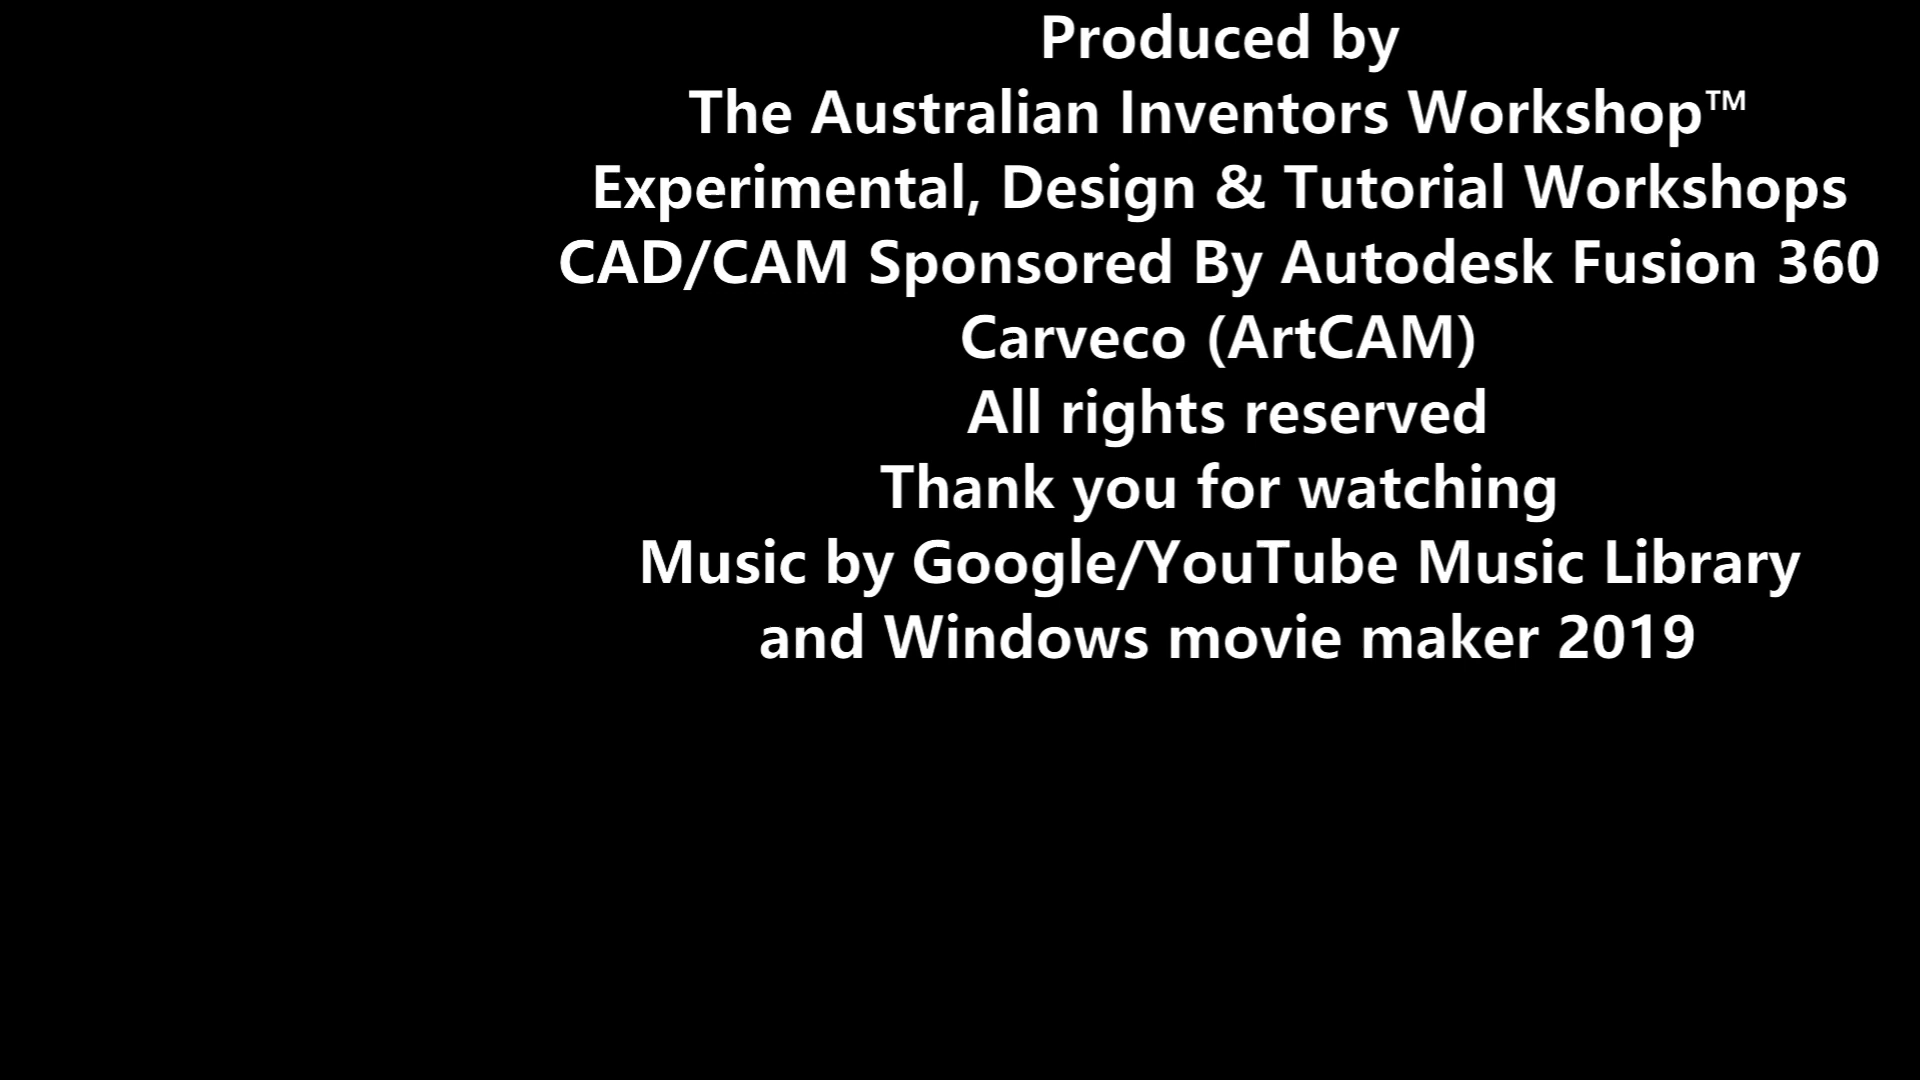 Produced by
The Australian Inventors Workshop™
Experimental, Design & Tutorial Workshops
CAD/CAM Sponsored By Autodesk Fusion 360
Carveco (ArtCAM)
All rights reserved
Thank you for watching
Music by Google/YouTube Music Library
and Windows movie maker 2019